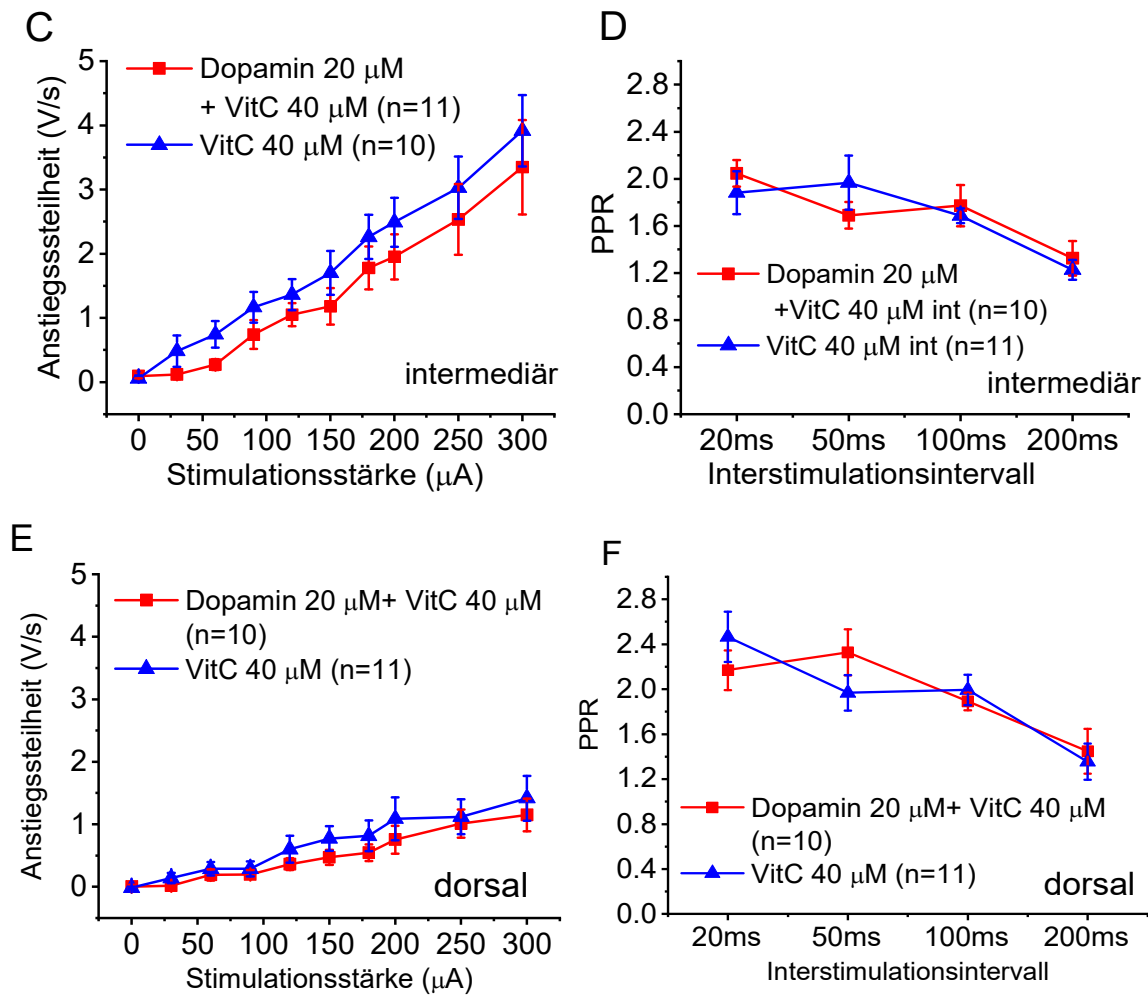 C
5
4
3
2
1
0
Anstiegssteilheit (V/s)
Dopamin 20 μM
+ VitC 40 μM (n=11)
VitC 40 μM (n=10)
intermediär
0 50 100 150 200 250 300
Stimulationsstärke (μA)
D
2.8
2.4
2.0
1.6
1.2
0.8
0.4
0.0
PPR
Dopamin 20 μM
+VitC 40 μM int (n=10)
VitC 40 μM int (n=11)
intermediär
20ms 50ms 100ms 200ms
Interstimulationsintervall
E
5
4
3
2
1
0
Anstiegssteilheit (V/s)
Dopamin 20 μM+ VitC 40 μM
(n=10)
VitC 40 μM (n=11)
dorsal
0 50 100 150 200 250 300
Stimulationsstärke (μA)
F
2.8
2.4
2.0
1.6
1.2
0.8
0.4
0.0
PPR
Dopamin 20 μM+ VitC 40 μM
(n=10)
VitC 40 μM (n=11)
dorsal
20ms 50ms 100ms 200ms
Interstimulationsintervall